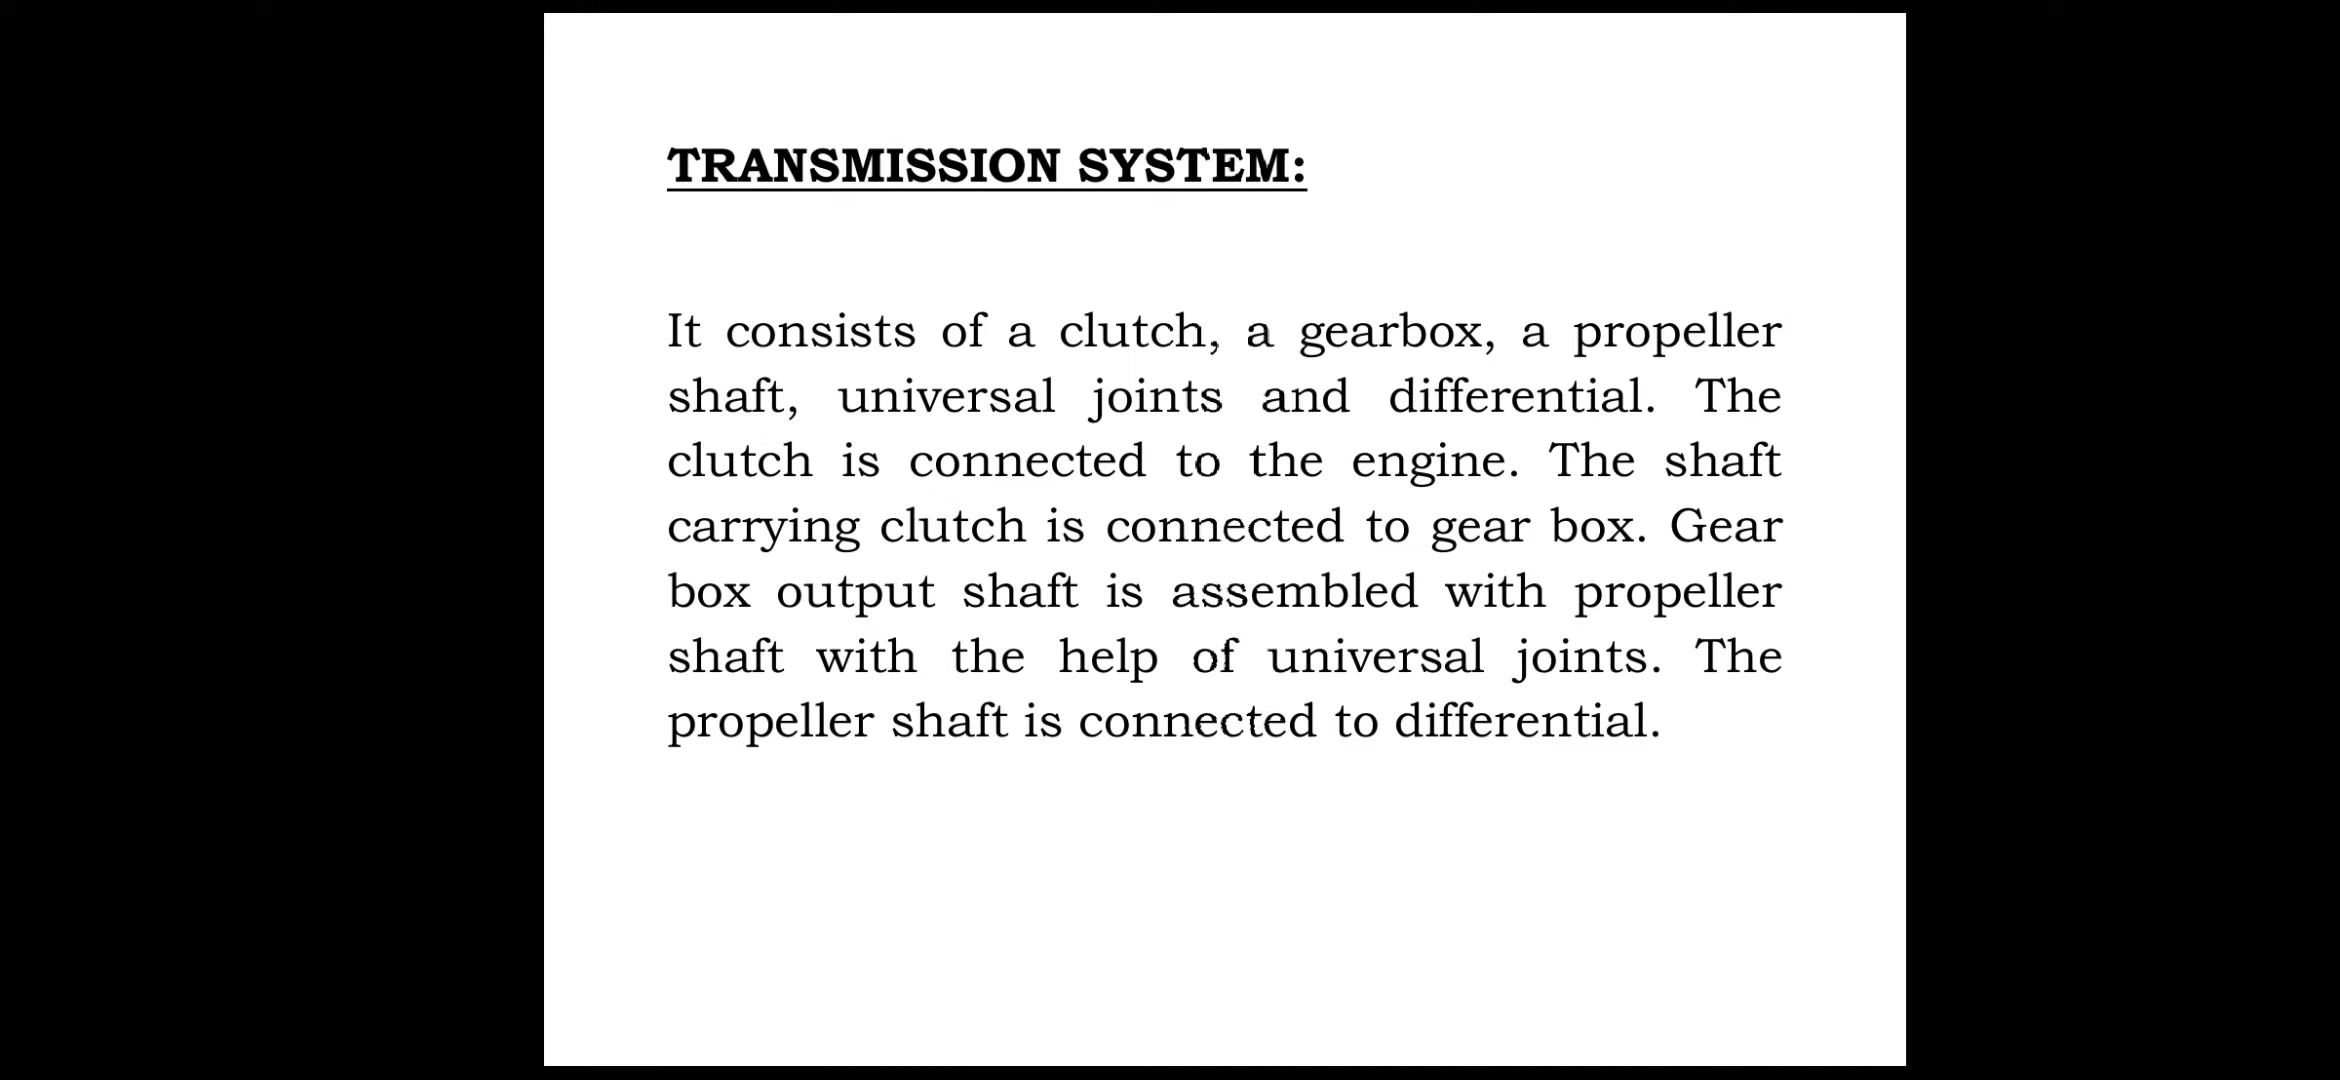 TRANSMISSION SYSTEM:
It consists of a clutch, a gearbox, a propeller
shaft, universal joints and differential. The
clutch is connected to the engine. The shaft
carrying clutch is connected to gear box. Gear
box output shaft is assembled with propeller
shaft with the help of universal joints. The
propeller shaft is connected to differential.